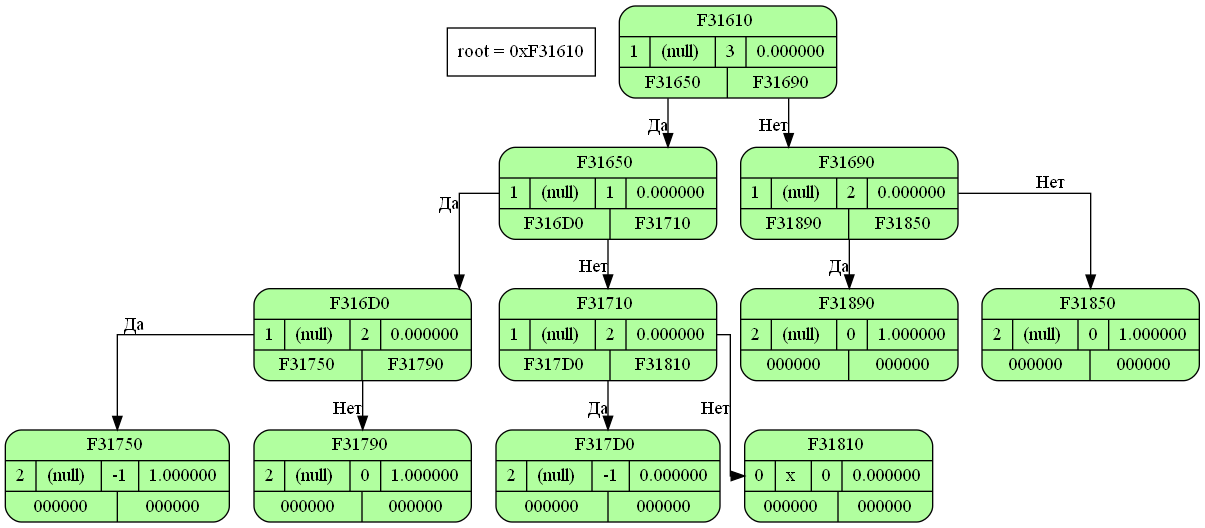 F31610
root = 0xF31610
1 (null) 3 0.000000
F31650 F31690
Да Нет
F31650 F31690
1 (null) 1 0.000000 1 (null) 2 0.000000
Нет
Да
F316D0 F31710 F31890 F31850
Нет Да
F316D0 F31710 F31890 F31850
1 (null) 2 0.000000 1 (null) 2 0.000000 2 (null) 0 1.000000 2 (null) 0 1.000000
Да
F31750 F31790 F317D0 F31810 000000 000000 000000 000000
Нет Да Нет
F31750 F31790 F317D0 F31810
2 (null) -1 1.000000 2 (null) 0 1.000000 2 (null) -1 0.000000 0 x 0 0.000000
000000 000000 000000 000000 000000 000000 000000 000000